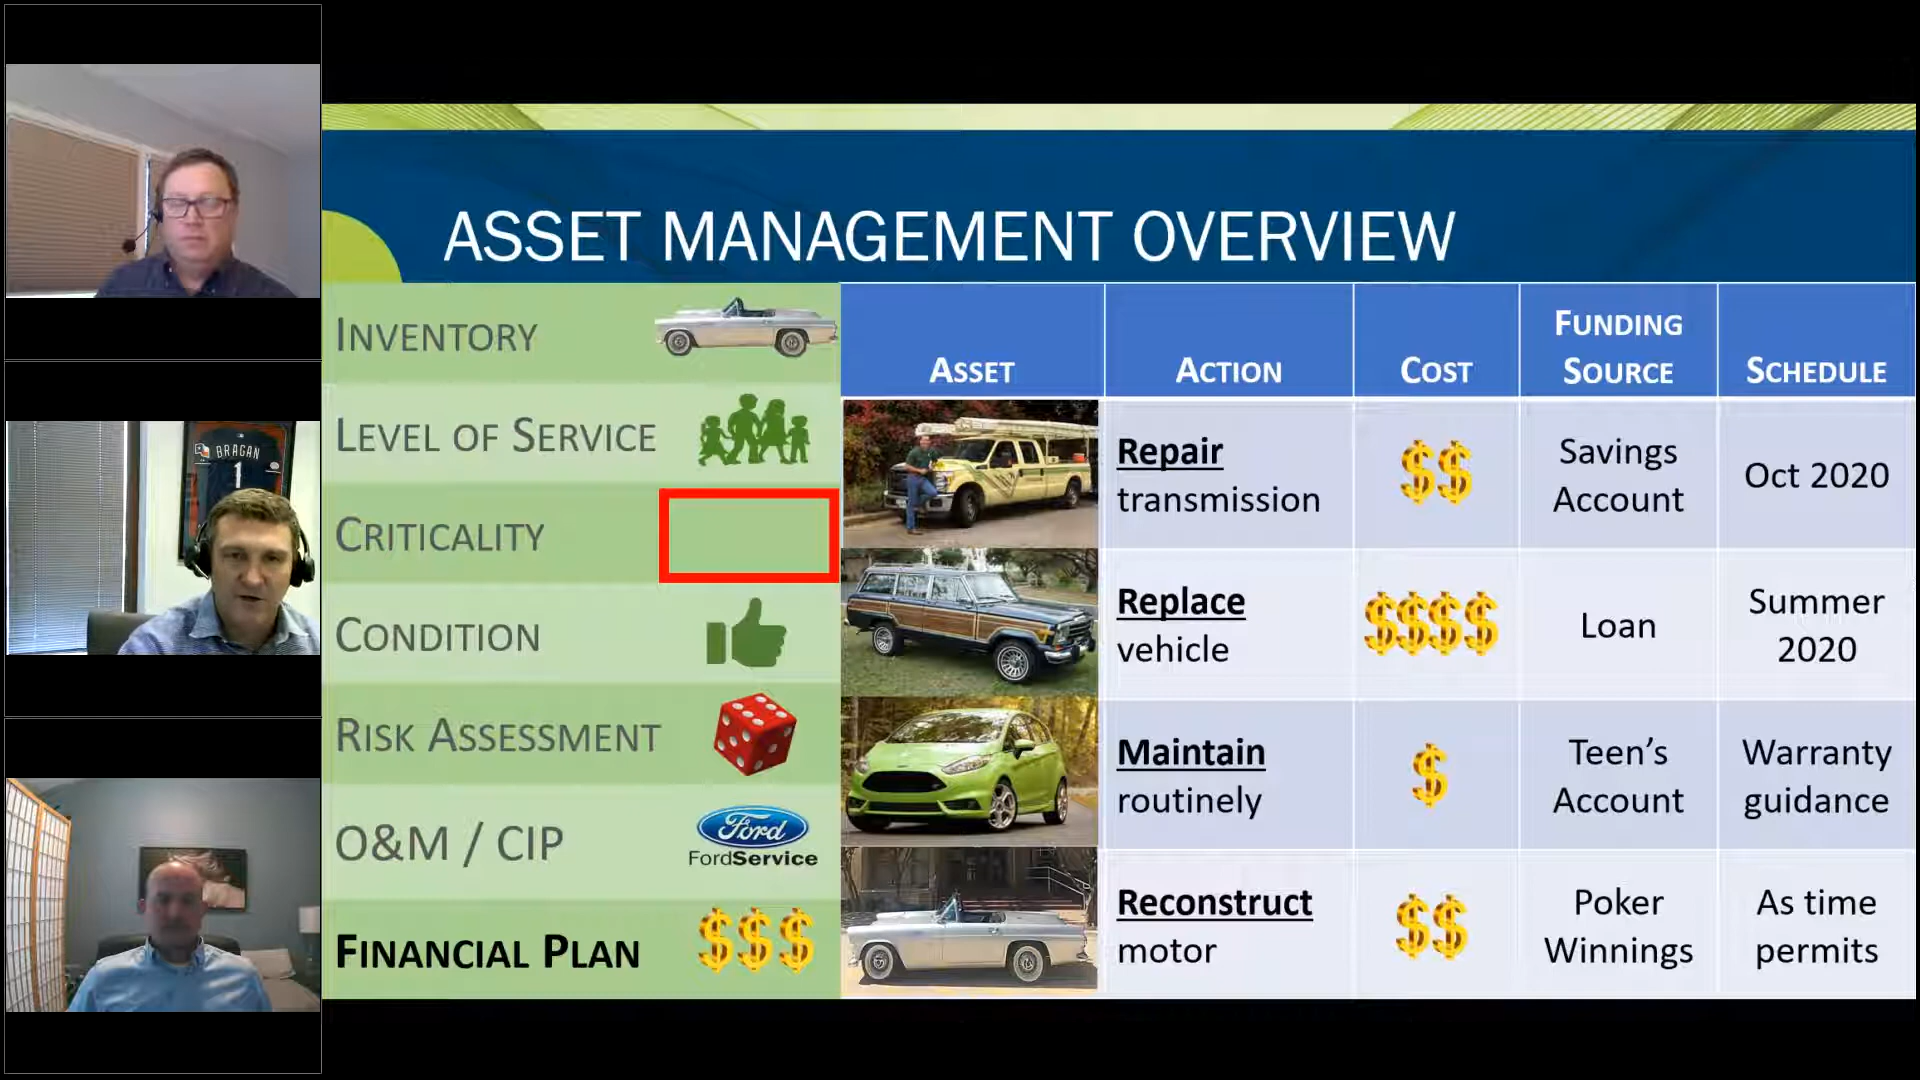 BRAGAN
1
ASSET MANAGEMENT OVERVIEW
INVENTORY
LEVEL OF SERVICE
CRITICALITY
CONDITION
RISK ASSESSMENT
O&M / CIP
Ford
FordService
FINANCIAL PLAN
$$$
ASSET
ACTION
COST
FUNDING
SOURCE
SCHEDULE
Repair
transmission
$$
Savings
Account
Oct 2020
Replace
vehicle
$$$$
Loan
Summer
2020
Maintain
routinely
$
Teen's
Account
Warranty
guidance
Reconstruct
motor
$$
Poker
Winnings
As time
permits